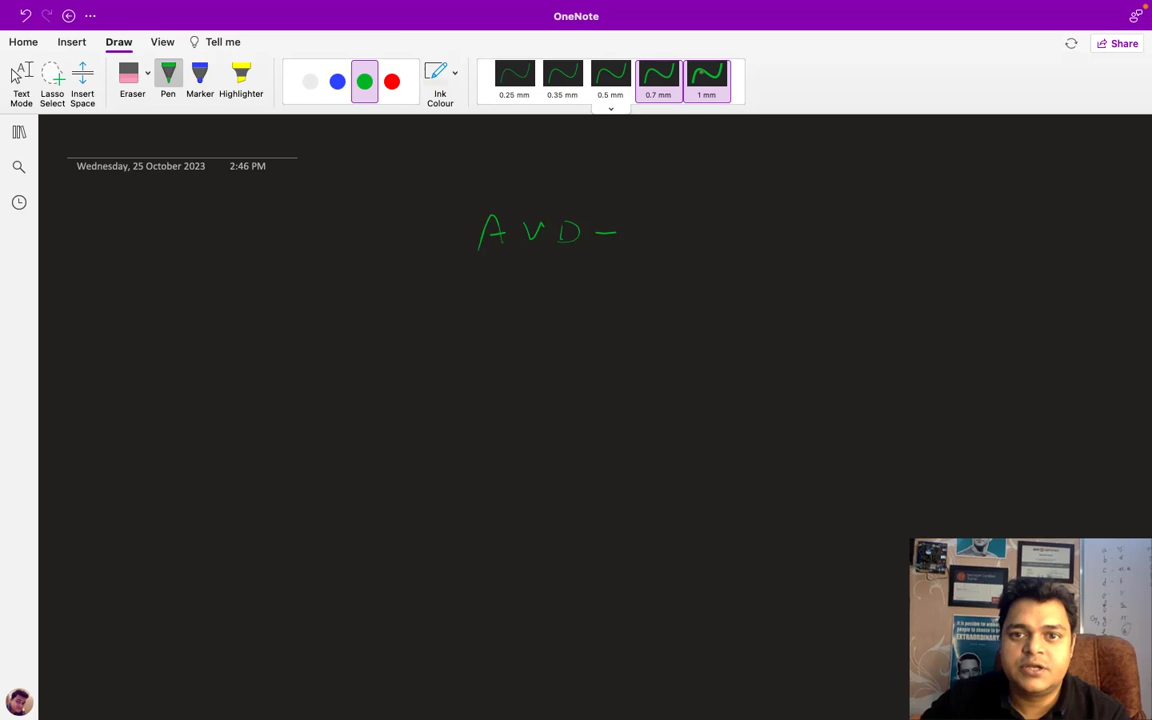 OneNote
Home Insert Draw View Tell me
Share
Text Mode
Lasso Select
Insert Space
Eraser
Pen
Marker
Highlighter
Ink Colour
0.25 mm
0.35 mm
0.5 mm
0.7 mm
1 mm
Wednesday, 25 October 2023 2:46 PM
A V D -
EXTRAORDINARY